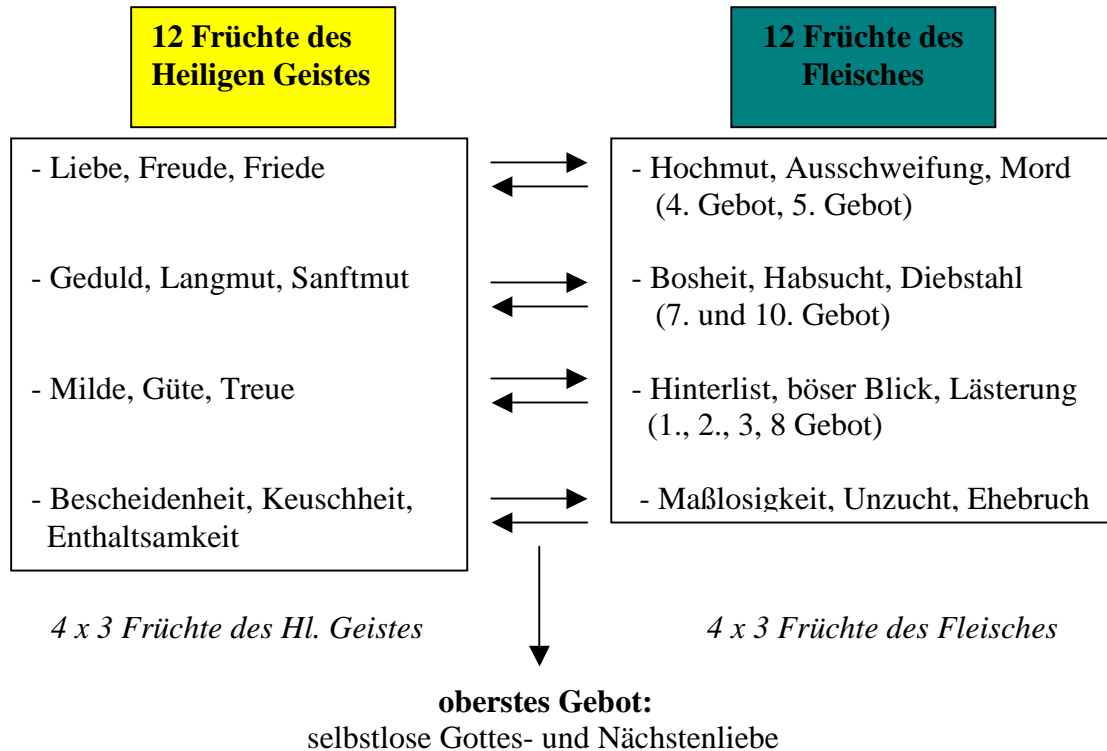 12 Früchte des
Heiligen Geistes
12 Früchte des
Fleisches
- Liebe, Freude, Friede
- Geduld, Langmut, Sanftmut
- Milde, Güte, Treue
- Bescheidenheit, Keuschheit,
Enthaltsamkeit
- Hochmut, Ausschweifung, Mord
(4. Gebot, 5. Gebot)
- Bosheit, Habsucht, Diebstahl
(7. und 10. Gebot)
- Hinterlist, böser Blick, Lästerung
(1., 2., 3, 8 Gebot)
- Maßlosigkeit, Unzucht, Ehebruch
4 x 3 Früchte des Hl. Geistes
4 x 3 Früchte des Fleisches
oberstes Gebot:
selbstlose Gottes- und Nächstenliebe